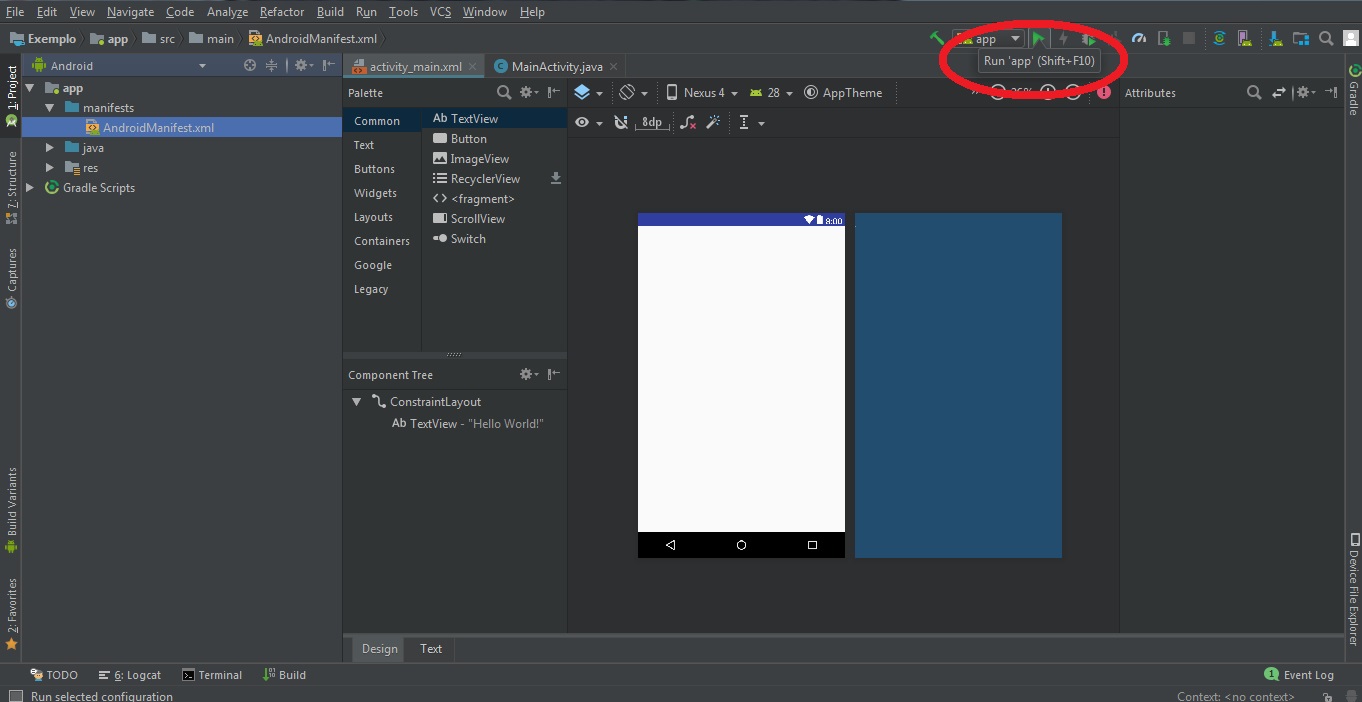 File Edit View Navigate Code Analyze Refactor Build Run Tools VCS Window Help
Exemplo app src main AndroidManifest.xml app
Run 'app' (Shift+F10)
1: Project
7: Structure
Captures
Build Variants
2: Favorites
Android
app
manifests
AndroidManifest.xml
java
res
Gradle Scripts
activity_main.xml MainActivity.java
Palette
Common
Text
Buttons
Widgets
Layouts
Containers
Google
Legacy
Ab TextView
Button
ImageView
RecyclerView
<fragment>
ScrollView
Switch
Component Tree
ConstraintLayout
Ab TextView - "Hello World!"
Nexus 4 28 AppTheme
8dp
8:00
Attributes
Gradle
Device File Explorer
Design Text
TODO 6: Logcat Terminal Build 1 Event Log
Run selected configuration Context: <no context>